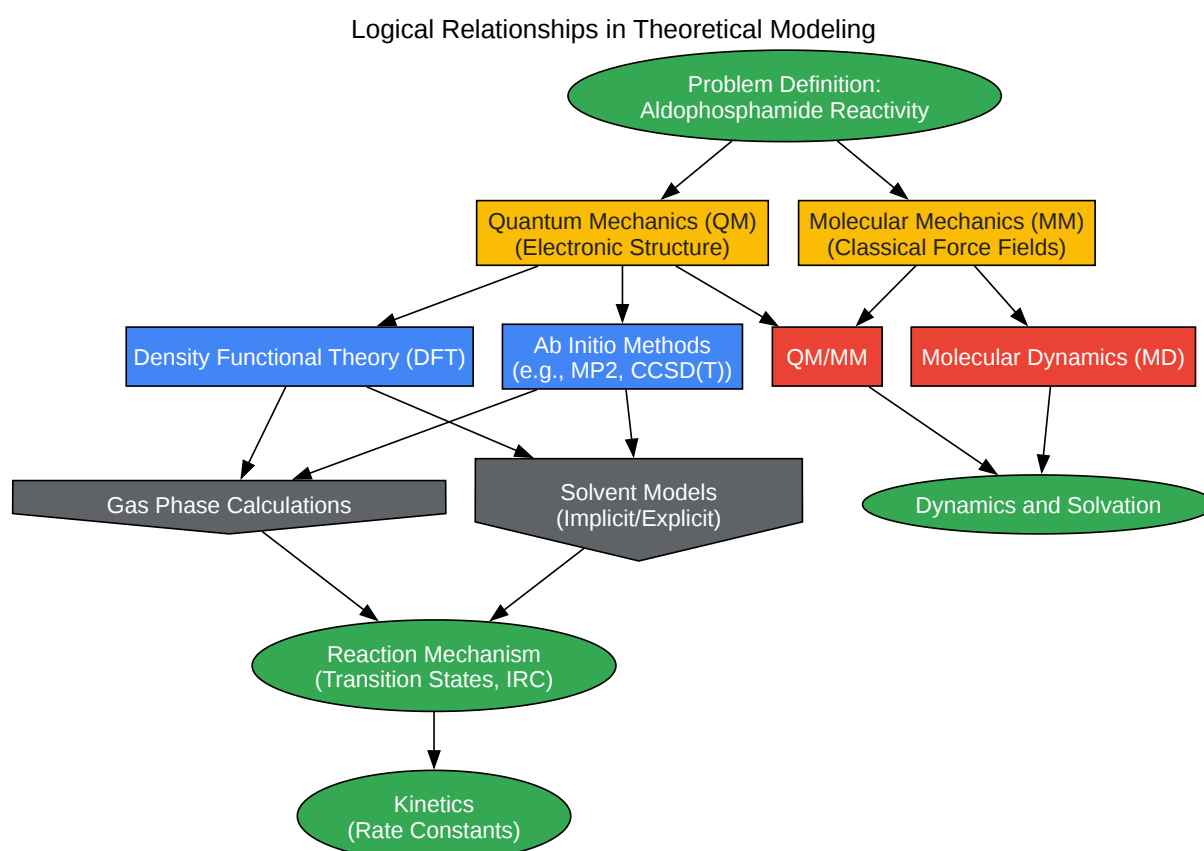 Logical Relationships in Theoretical Modeling
Problem Definition:
Aldophosphamide Reactivity
Quantum Mechanics (QM)
(Electronic Structure)
Molecular Mechanics (MM)
(Classical Force Fields)
Density Functional Theory (DFT)
Ab Initio Methods
(e.g., MP2, CCSD(T))
QM/MM
Molecular Dynamics (MD)
Gas Phase Calculations
Solvent Models
(Implicit/Explicit)
Dynamics and Solvation
Reaction Mechanism
(Transition States, IRC)
Kinetics
(Rate Constants)